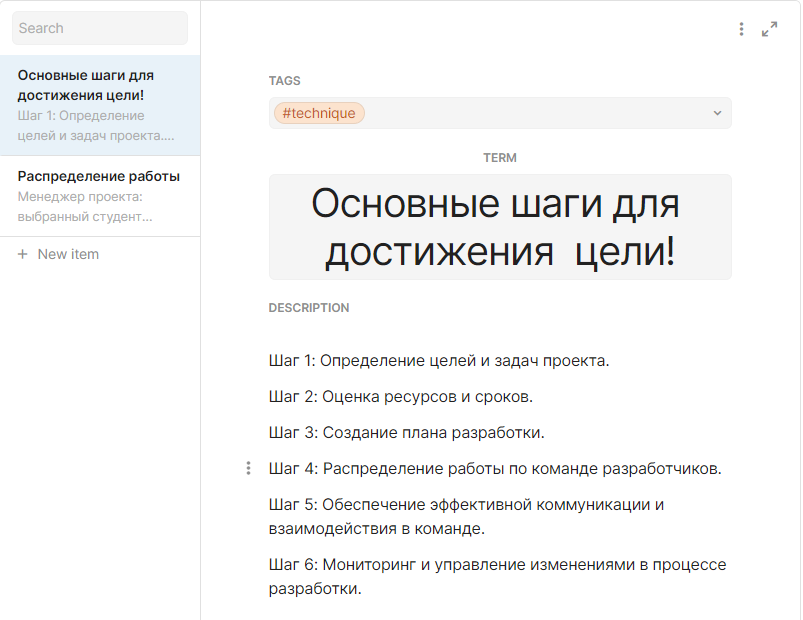 Search
Основные шаги для
достижения цели!
Шаг 1: Определение
целей и задач проекта....
Распределение работы
Менеджер проекта:
выбранный студент...
+ New item
TAGS
#technique
TERM
Основные шаги для
достижения цели!
DESCRIPTION
Шаг 1: Определение целей и задач проекта.
Шаг 2: Оценка ресурсов и сроков.
Шаг 3: Создание плана разработки.
Шаг 4: Распределение работы по команде разработчиков.
Шаг 5: Обеспечение эффективной коммуникации и
взаимодействия в команде.
Шаг 6: Мониторинг и управление изменениями в процессе
разработки.